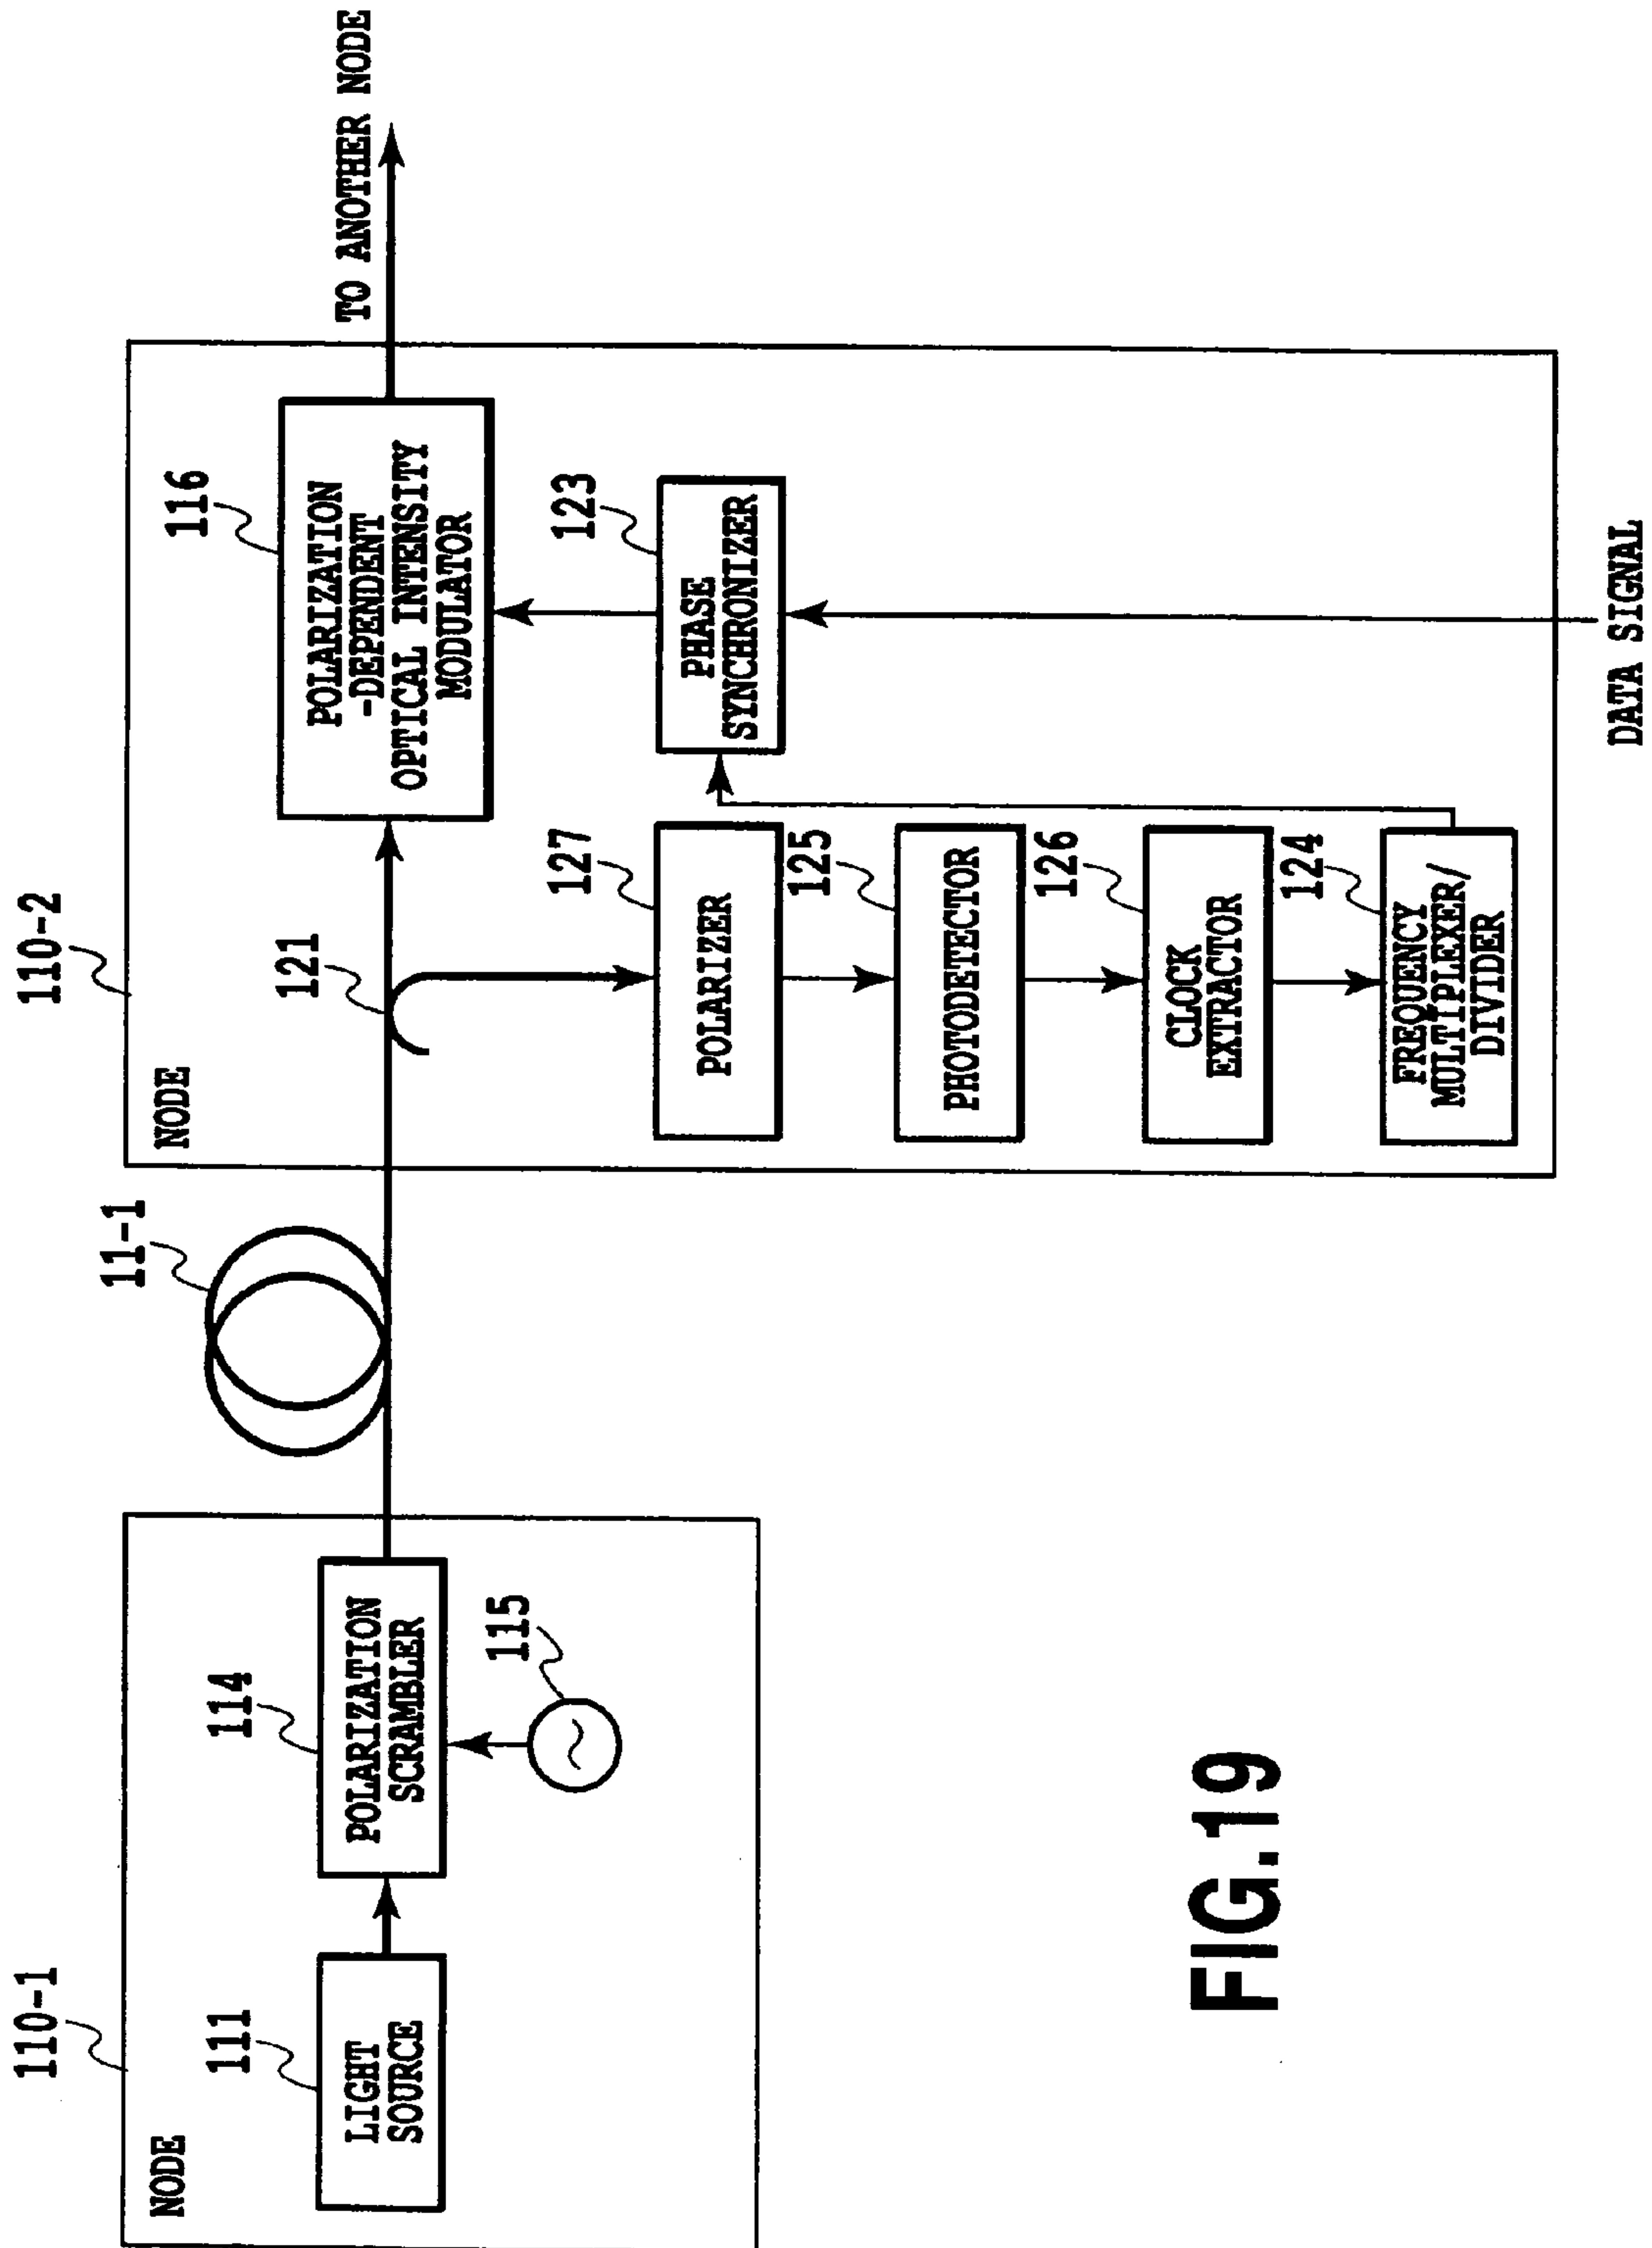 110-1
NODE
111
LIGHT
SOURCE
114
POLARIZATION
SCRAMBLER
115
11-1
110-2
NODE
121
116
POLARIZATION
-DEPENDENT
OPTICAL INTENSITY
MODULATOR
TO ANOTHER NODE
127
POLARIZER
125
PHOTODETECTOR
126
CLOCK
EXTRACTOR
124
FREQUENCY
MULTIPLEXER/
DIVIDER
123
PHASE
SYNCHRONIZER
DATA SIGNAL
FIG.19